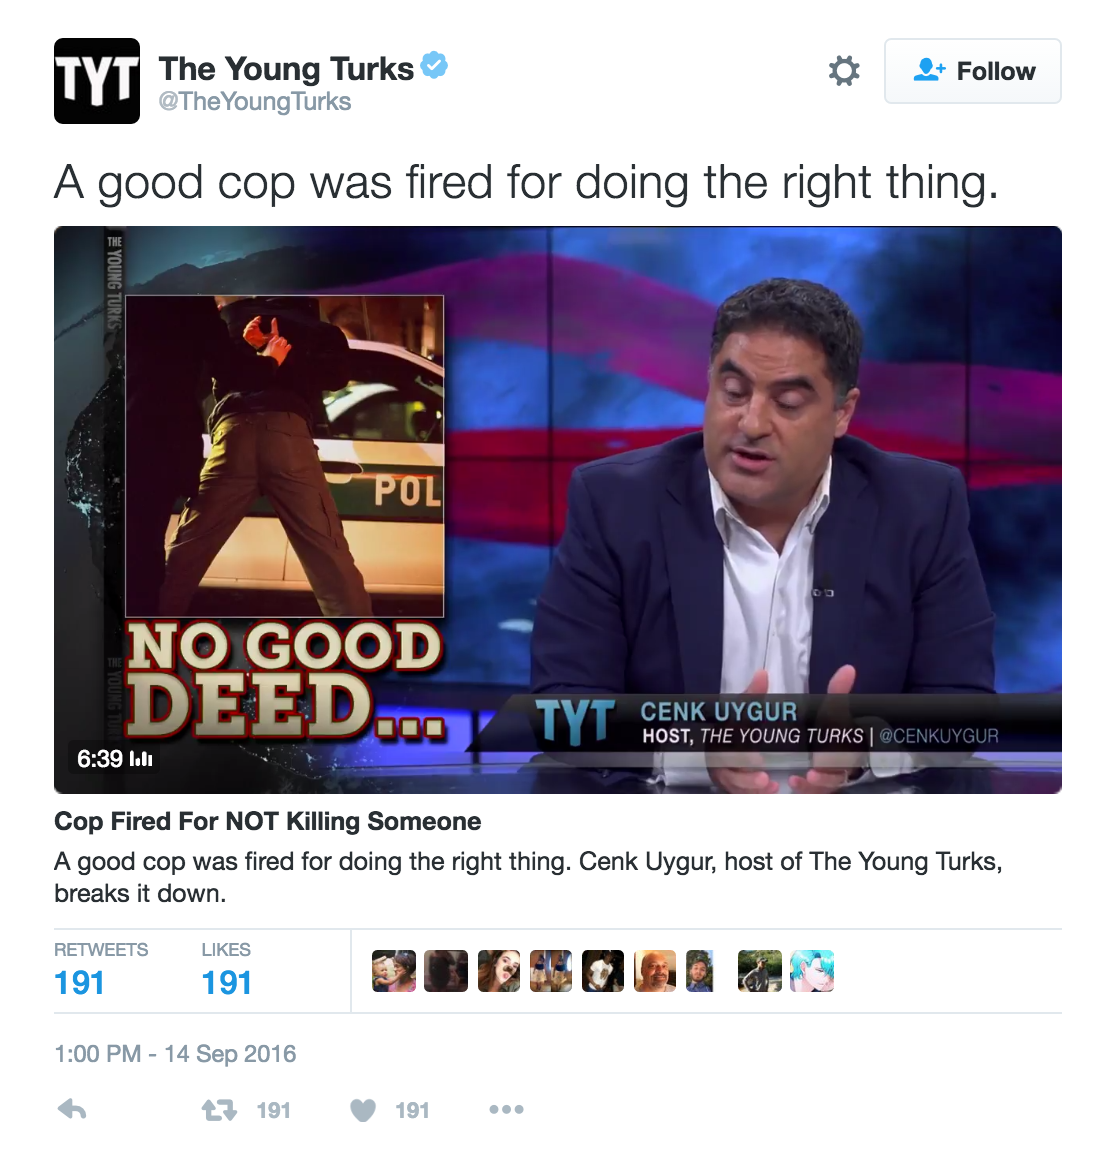 TYT
The Young Turks
@TheYoungTurks
Follow
A good cop was fired for doing the right thing.
THE YOUNG TURKS
POL
NO GOOD
DEED...
THE YOUNG TU
TYT
CENK UYGUR
HOST, THE YOUNG TURKS | @CENKUYGUR
6:39
Cop Fired For NOT Killing Someone
A good cop was fired for doing the right thing. Cenk Uygur, host of The Young Turks,
breaks it down.
RETWEETS LIKES
191 191
1:00 PM - 14 Sep 2016
191 191